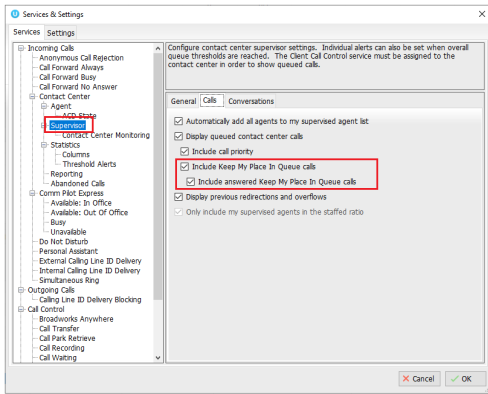 Services & Settings
Services Settings
Incoming Calls
Anonymous Call Rejection
Call Forward Always
Call Forward Busy
Call Forward No Answer
Contact Center
Agent
ACD State
Supervisor
Contact Center Monitoring
Statistics
Columns
Threshold Alerts
Reporting
Abandoned Calls
Comm Pilot Express
Available: In Office
Available: Out Of Office
Busy
Unavailable
Do Not Disturb
Personal Assistant
External Calling Line ID Delivery
Internal Calling Line ID Delivery
Simultaneous Ring
Outgoing Calls
Calling Line ID Delivery Blocking
Call Control
Broadworks Anywhere
Call Transfer
Call Park Retrieve
Call Recording
Call Waiting
Configure contact center supervisor settings. Individual alerts can also be set when overall
queue thresholds are reached. The Client Call Control service must be assigned to the
contact center in order to show queued calls.
General Calls Conversations
Automatically add all agents to my supervised agent list
Display queued contact center calls
Include call priority
Include Keep My Place In Queue calls
Include answered Keep My Place In Queue calls
Display previous redirections and overflows
Only include my supervised agents in the staffed ratio
Cancel OK